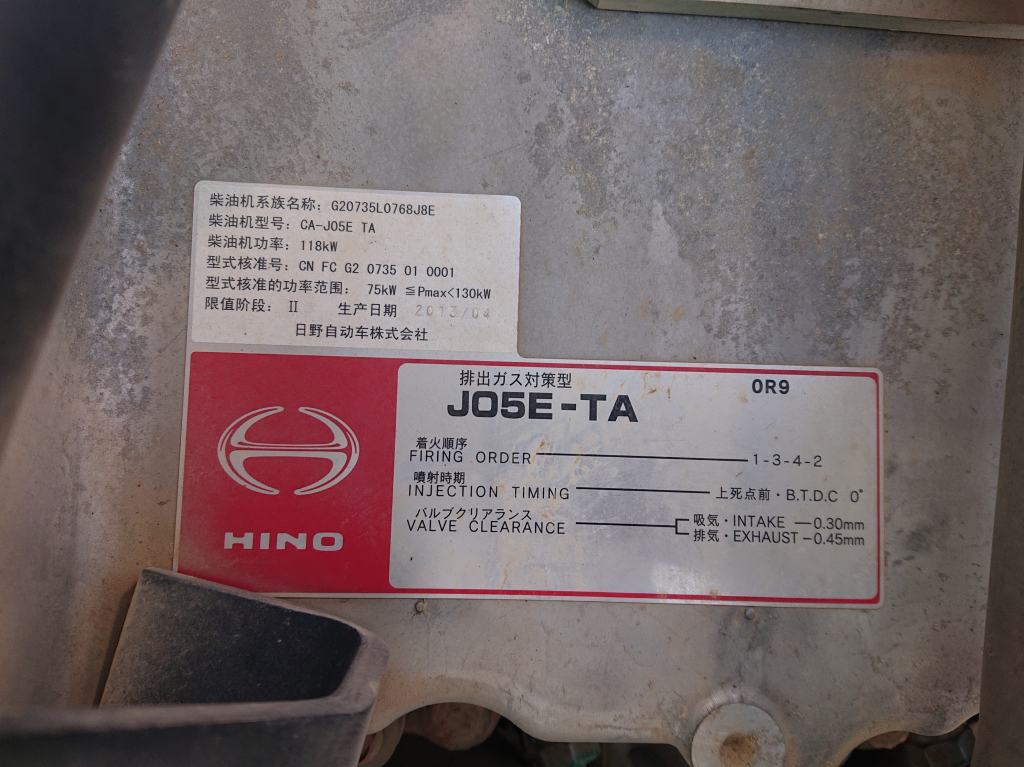 柴油机系族名称: G20735L0768J8E
柴油机型号: CA-J05E TA
柴油机功率: 118kW
型式核准号: CN FC G2 0735 01 0001
型式核准的功率范围: 75kW ≦Pmax<130kW
限值阶段: Ⅱ 生产日期 2013/04
日野自动车株式会社
排出ガス対策型 0R9
J05E-TA
着火順序
FIRING ORDER 1-3-4-2
噴射時期
INJECTION TIMING 上死点前・B.T.D.C 0°
バルブクリアランス
VALVE CLEARANCE 吸気・INTAKE —0.30mm
排気・EXHAUST —0.45mm
HINO